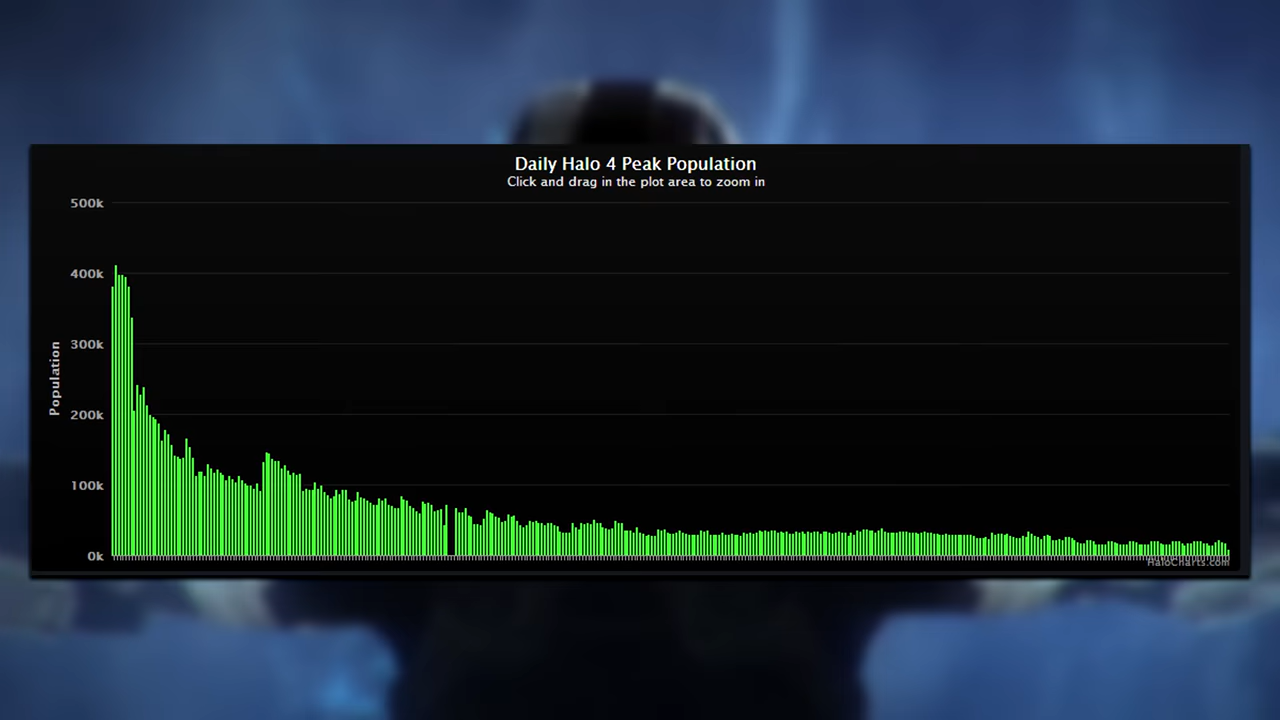 Daily Halo 4 Peak Population
Click and drag in the plot area to zoom in
500k
400k
300k
200k
100k
0k
Population
HaloCharts.com